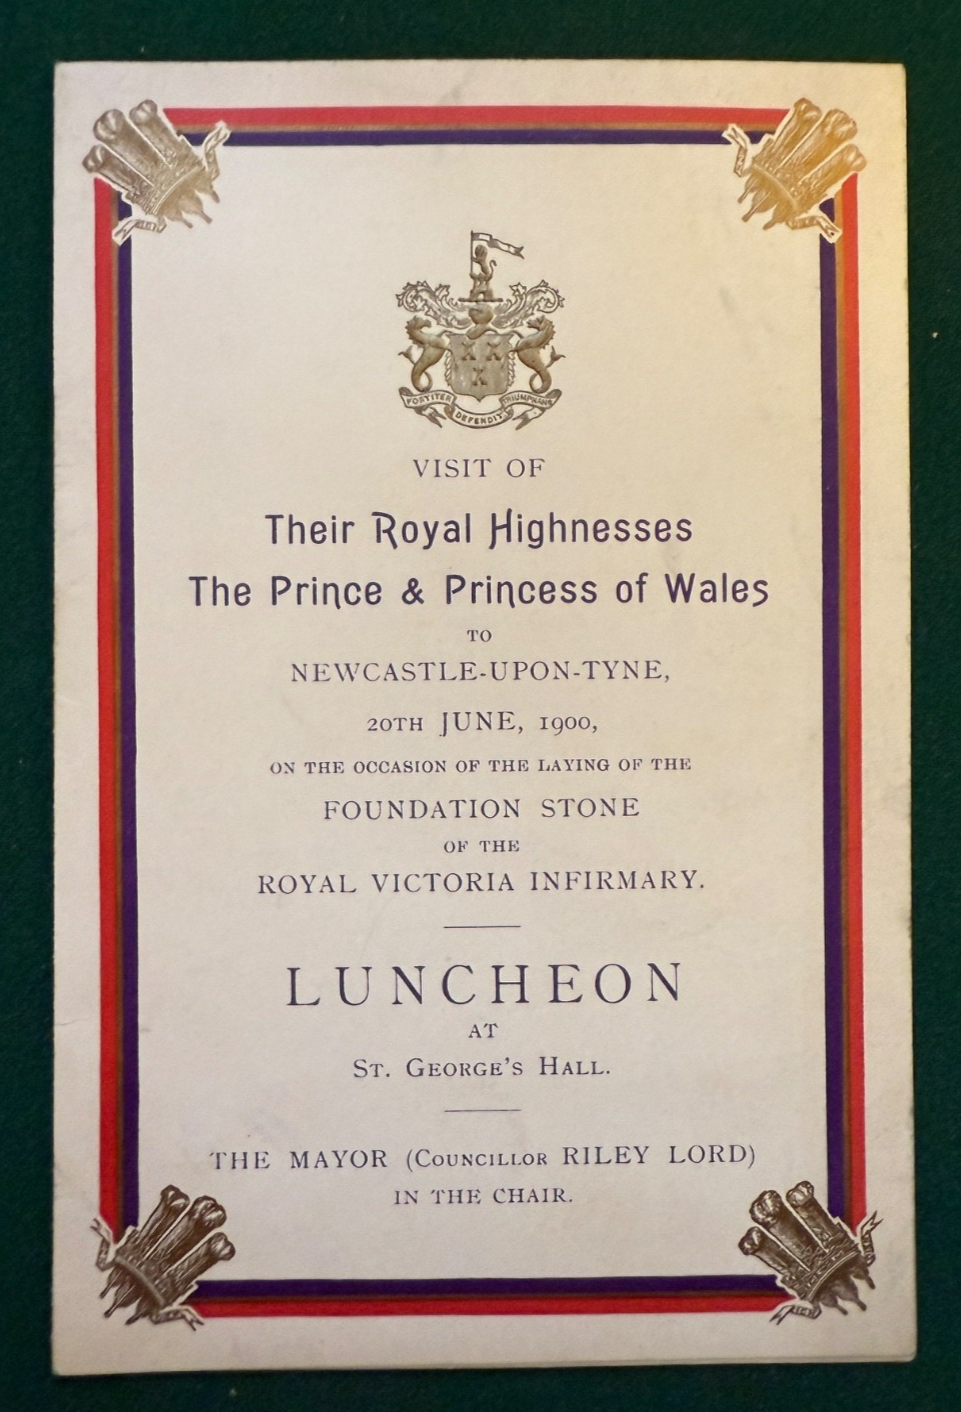 FORTITER DEFENDIT TRIUMPHANS
VISIT OF
Their Royal Highnesses
The Prince & Princess of Wales
TO
NEWCASTLE-UPON-TYNE,
20TH JUNE, 1900,
ON THE OCCASION OF THE LAYING OF THE
FOUNDATION STONE
OF THE
ROYAL VICTORIA INFIRMARY.
LUNCHEON
AT
ST. GEORGE'S HALL.
THE MAYOR (COUNCILLOR RILEY LORD)
IN THE CHAIR.